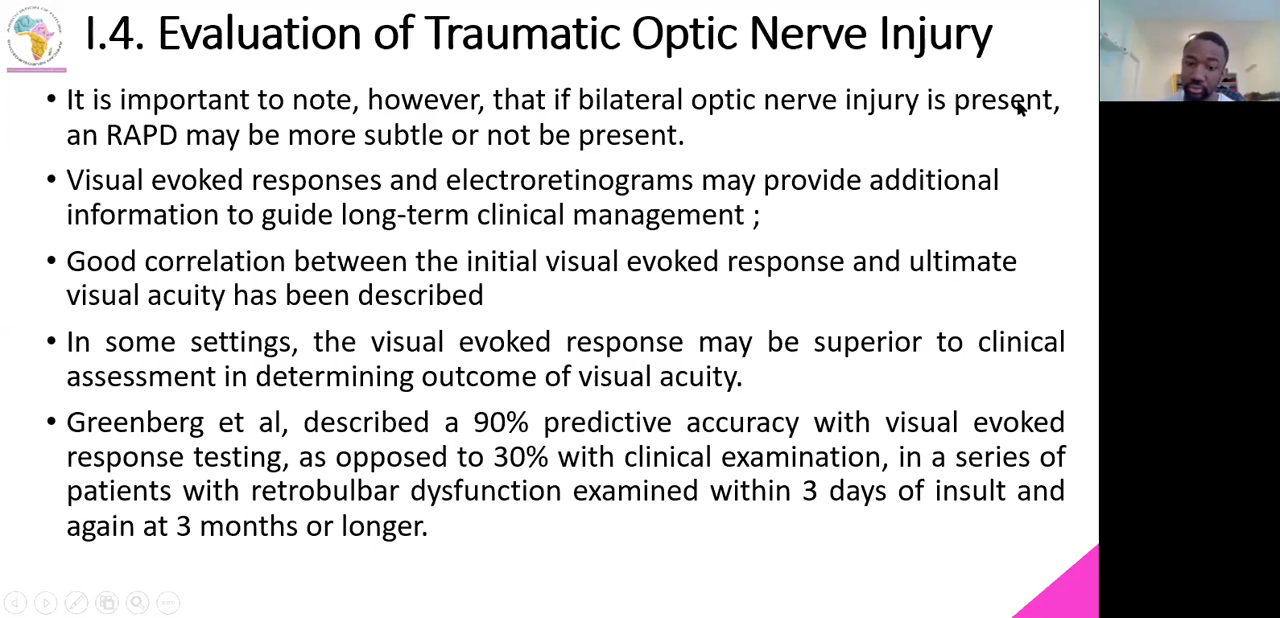 I.4. Evaluation of Traumatic Optic Nerve Injury
• It is important to note, however, that if bilateral optic nerve injury is present,
an RAPD may be more subtle or not be present.
• Visual evoked responses and electroretinograms may provide additional
information to guide long-term clinical management ;
• Good correlation between the initial visual evoked response and ultimate
visual acuity has been described
• In some settings, the visual evoked response may be superior to clinical
assessment in determining outcome of visual acuity.
• Greenberg et al, described a 90% predictive accuracy with visual evoked
response testing, as opposed to 30% with clinical examination, in a series of
patients with retrobulbar dysfunction examined within 3 days of insult and
again at 3 months or longer.